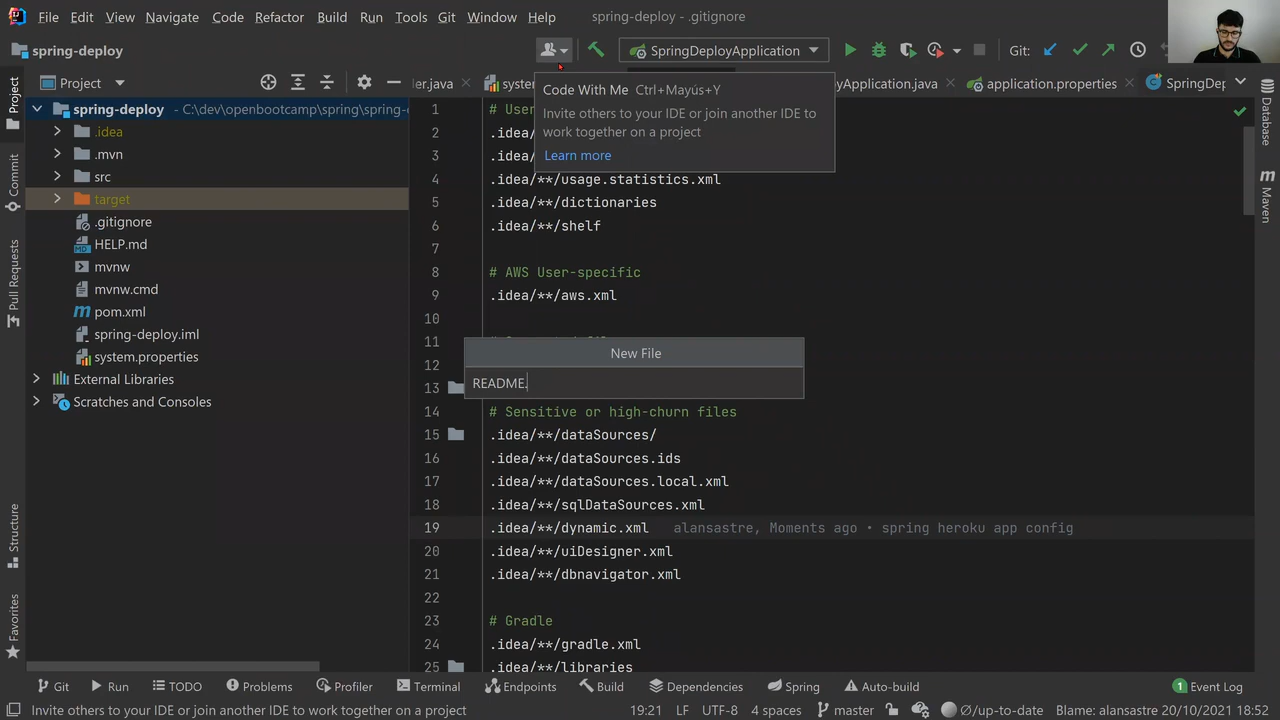 File Edit View Navigate Code Refactor Build Run Tools Git Window Help spring-deploy - .gitignore
spring-deploy SpringDeployApplication Git:
Project ler.java syste yApplication.java application.properties SpringDep
Code With Me Ctrl+Mayús+Y
Invite others to your IDE or join another IDE to
work together on a project
Learn more
spring-deploy - C:\dev\openbootcamp\spring\spring-d
.idea
.mvn
src
target
.gitignore
HELP.md
mvnw
mvnw.cmd
pom.xml
spring-deploy.iml
system.properties
External Libraries
Scratches and Consoles
1 # User
2 .idea/
3 .idea/
4 .idea/**/usage.statistics.xml
5 .idea/**/dictionaries
6 .idea/**/shelf
7
8 # AWS User-specific
9 .idea/**/aws.xml
10
11
12
13
New File
README.
14 # Sensitive or high-churn files
15 .idea/**/dataSources/
16 .idea/**/dataSources.ids
17 .idea/**/dataSources.local.xml
18 .idea/**/sqlDataSources.xml
19 .idea/**/dynamic.xml alansastre, Moments ago • spring heroku app config
20 .idea/**/uiDesigner.xml
21 .idea/**/dbnavigator.xml
22
23 # Gradle
24 .idea/**/gradle.xml
25 .idea/**/libraries
Project
Commit
Pull Requests
Structure
Favorites
Database
Maven
Git Run TODO Problems Profiler Terminal Endpoints Build Dependencies Spring Auto-build 1 Event Log
Invite others to your IDE or join another IDE to work together on a project 19:21 LF UTF-8 4 spaces master Ø/up-to-date Blame: alansastre 20/10/2021 18:52